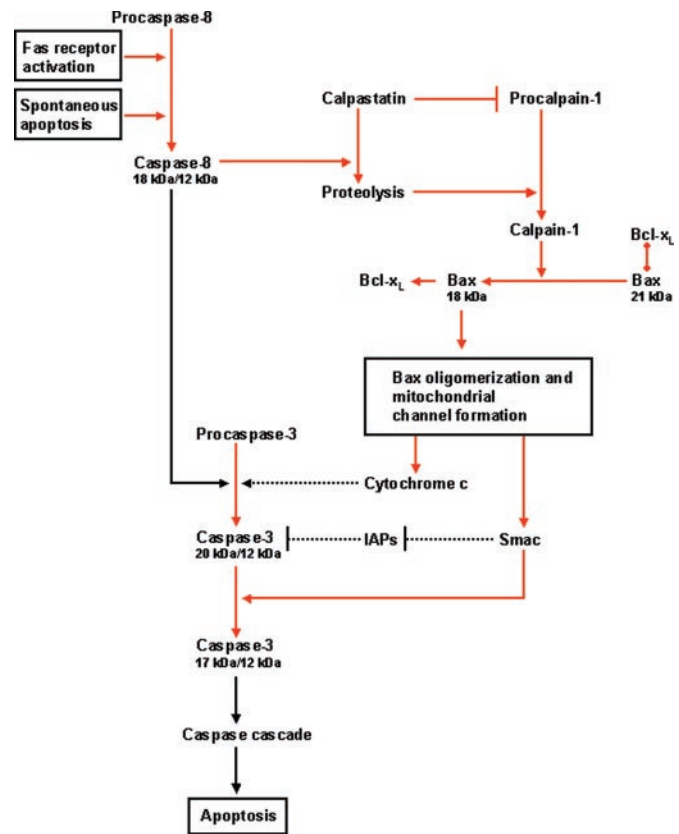 Procaspase-8
Fas receptor
activation
Spontaneous
apoptosis
Calpastatin
Procalpain-1
Caspase-8
18 kDa/12 kDa
Proteolysis
Calpain-1
Bcl-xL
Bcl-xL
Bax
18 kDa
Bax
21 kDa
Bax oligomerization and
mitochondrial
channel formation
Procaspase-3
Cytochrome c
Caspase-3
20 kDa/12 kDa
IAPs
Smac
Caspase-3
17 kDa/12 kDa
Caspase cascade
Apoptosis